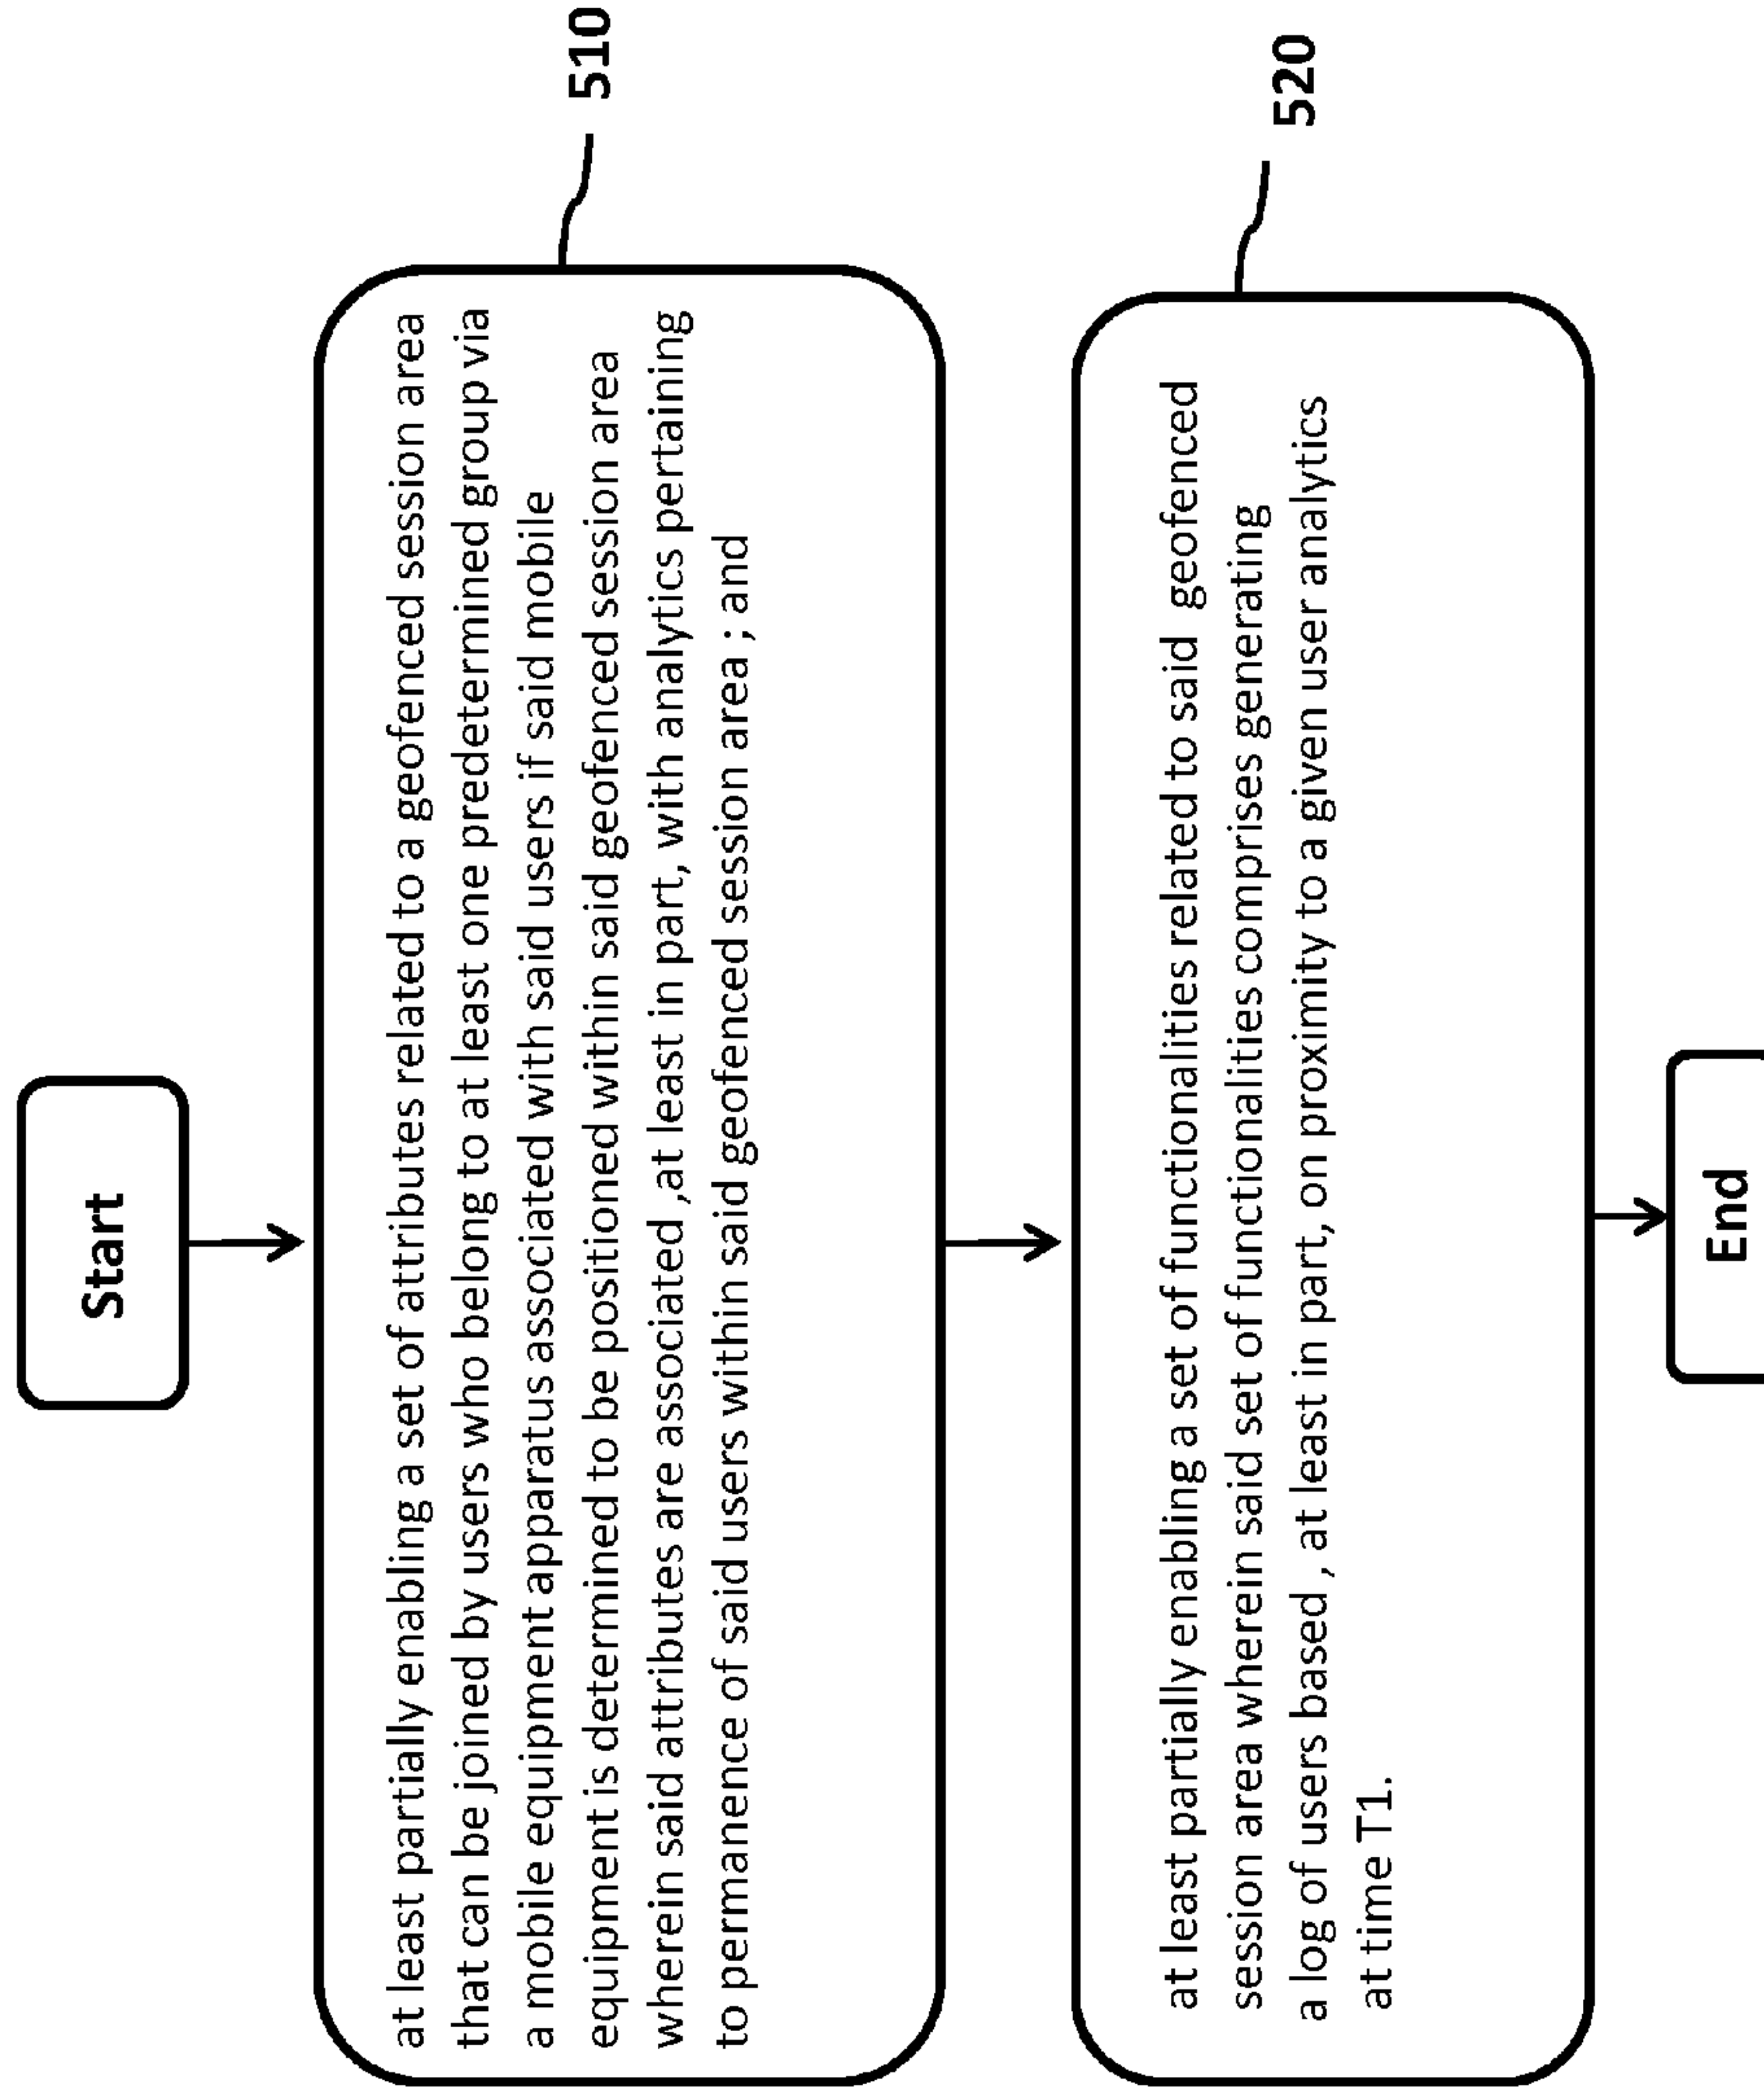 Start
at least partially enabling a set of attributes related to a geofenced session area
that can be joined by users who belong to at least one predetermined group via
a mobile equipment apparatus associated with said users if said mobile
equipment is determined to be positioned within said geofenced session area
wherein said attributes are associated ,at least in part, with analytics pertaining
to permanence of said users within said geofenced session area ; and
510
at least partially enabling a set of functionalities related to said geofenced
session area wherein said set of functionalities comprises generating
a log of users based , at least in part, on proximity to a given user analytics
at time T1.
520
End